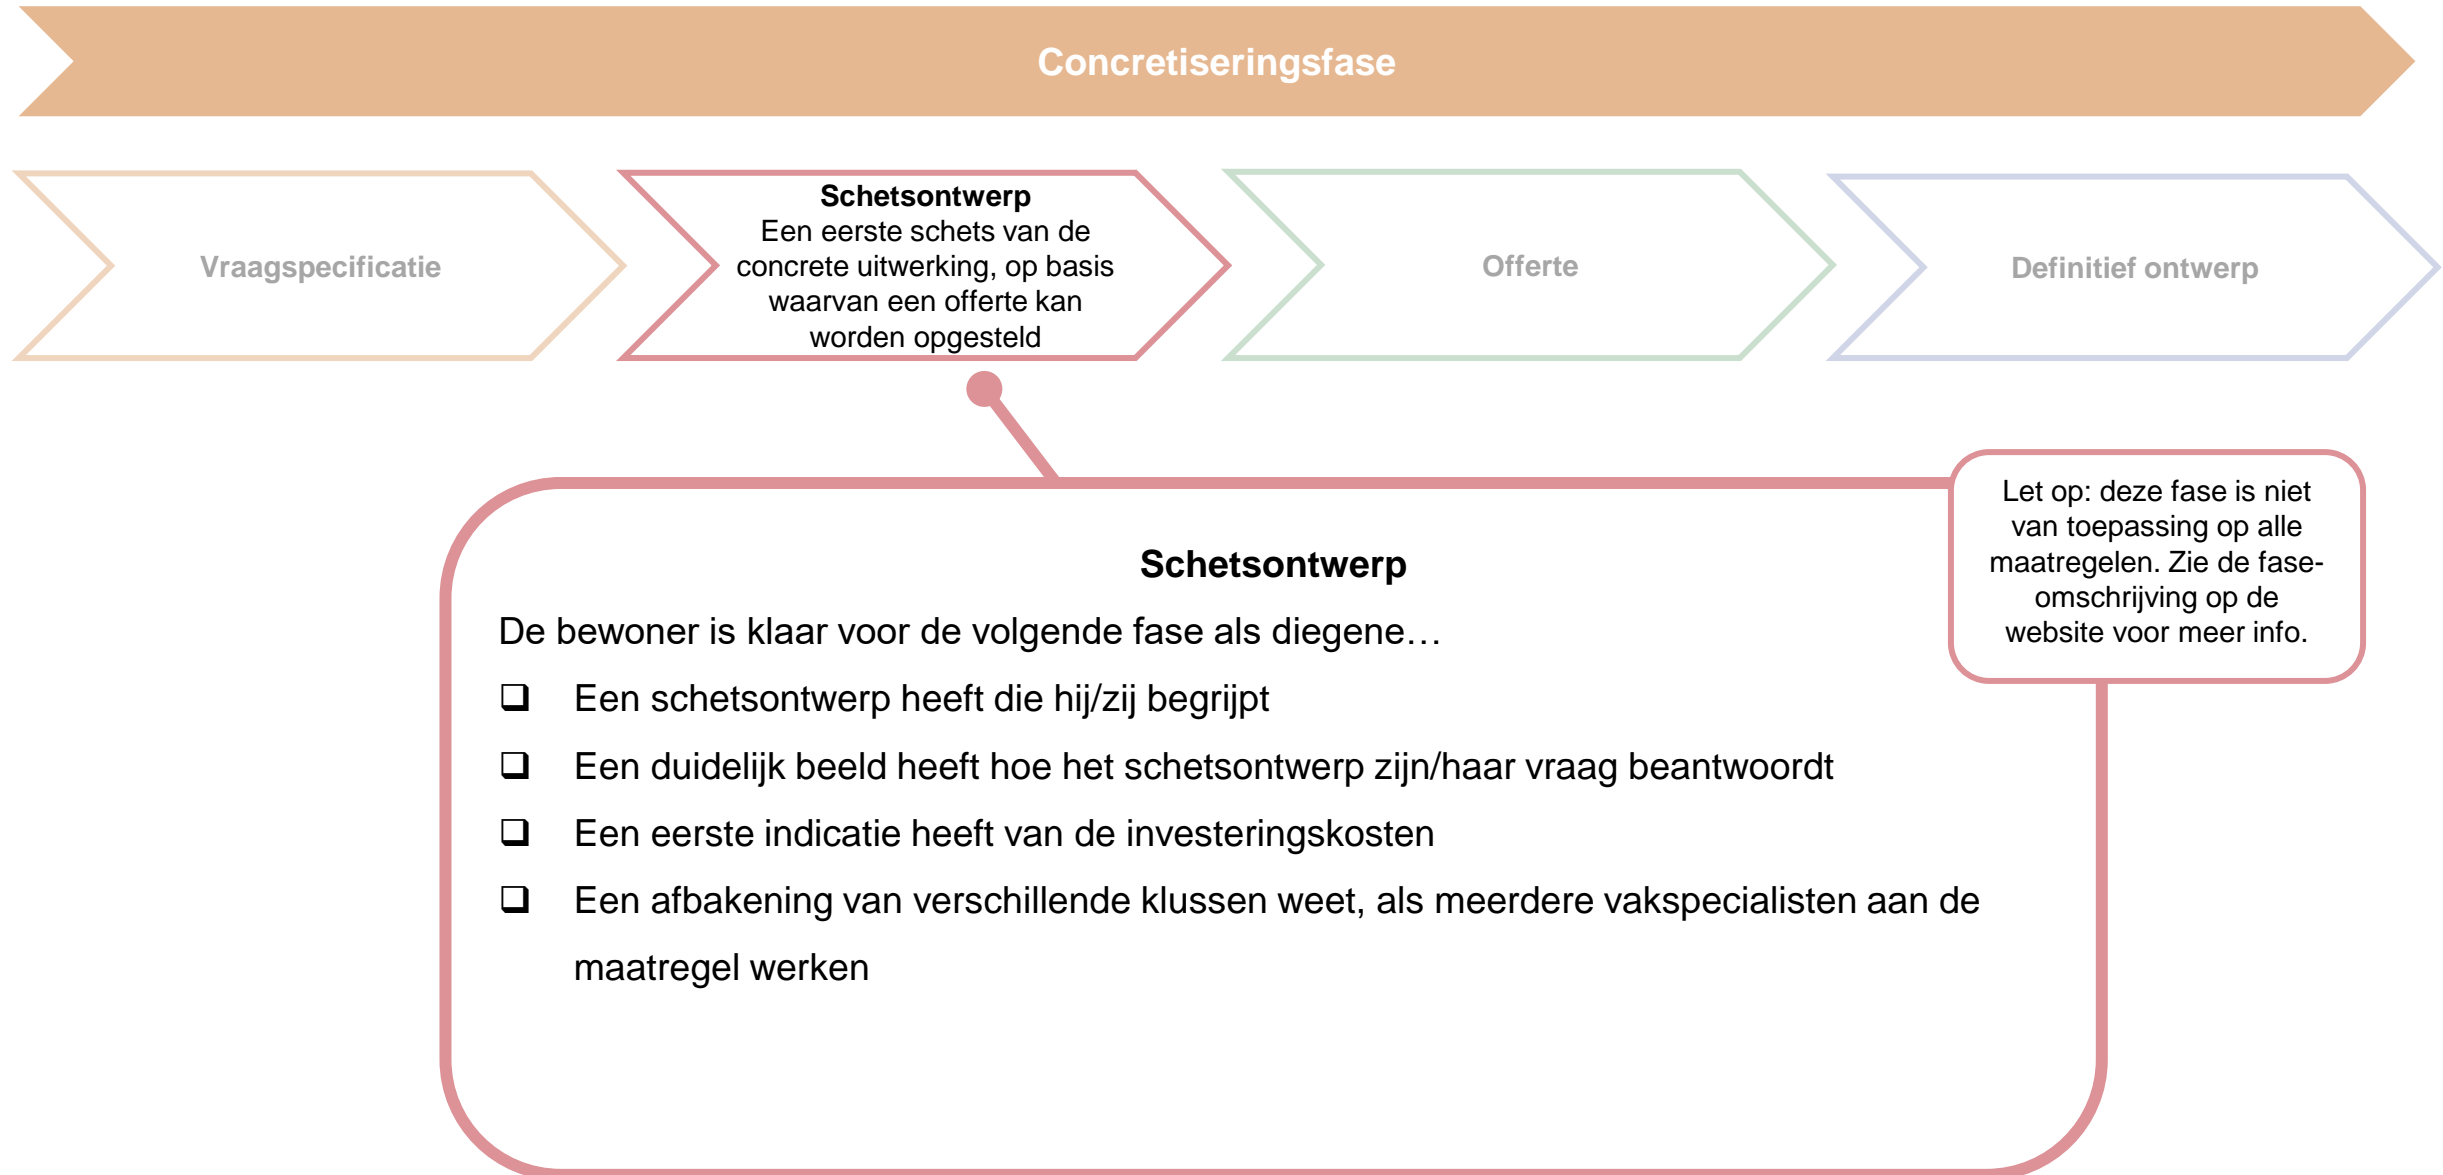 Concretiseringsfase
Vraagspecificatie
Schetsontwerp
Een eerste schets van de
concrete uitwerking, op basis
waarvan een offerte kan
worden opgesteld
Offerte
Definitief ontwerp
Let op: deze fase is niet
van toepassing op alle
maatregelen. Zie de fase-
omschrijving op de
website voor meer info.
Schetsontwerp
De bewoner is klaar voor de volgende fase als diegene…
❑ Een schetsontwerp heeft die hij/zij begrijpt
❑ Een duidelijk beeld heeft hoe het schetsontwerp zijn/haar vraag beantwoordt
❑ Een eerste indicatie heeft van de investeringskosten
❑ Een afbakening van verschillende klussen weet, als meerdere vakspecialisten aan de
maatregel werken